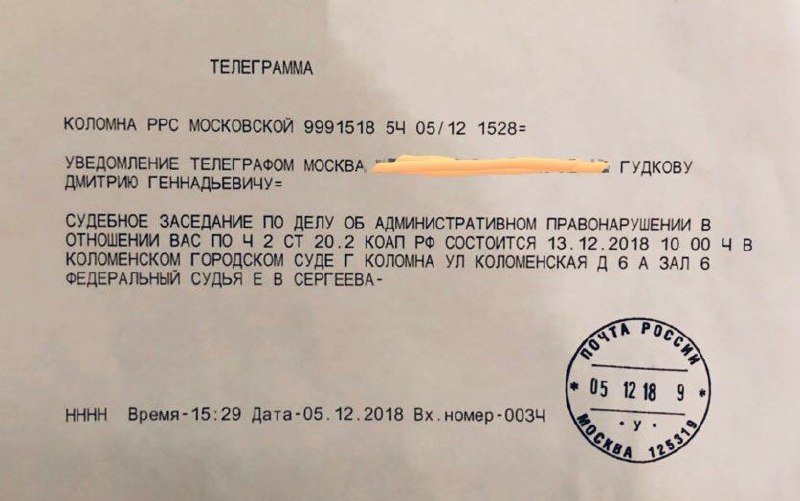 ТЕЛЕГРАММА
КОЛОМНА РРС МОСКОВСКОЙ 9991518 5Ч 05/12 1528=
УВЕДОМЛЕНИЕ ТЕЛЕГРАФОМ МОСКВА ГУДКОВУ
ДМИТРИЮ ГЕННАДЬЕВИЧУ=
СУДЕБНОЕ ЗАСЕДАНИЕ ПО ДЕЛУ ОБ АДМИНИСТРАТИВНОМ ПРАВОНАРУШЕНИИ В
ОТНОШЕНИИ ВАС ПО Ч 2 СТ 20.2 КОАП РФ СОСТОИТСЯ 13.12.2018 10 00 Ч В
КОЛОМЕНСКОМ ГОРОДСКОМ СУДЕ Г КОЛОМНА УЛ КОЛОМЕНСКАЯ Д 6 А ЗАЛ 6
ФЕДЕРАЛЬНЫЙ СУДЬЯ Е В СЕРГЕЕВА-
НННН Время-15:29 Дата-05.12.2018 Вх.номер-003Ч
ПОЧТА РОССИИ
* 05 12 18 9 *
· У ·
МОСКВА 125319